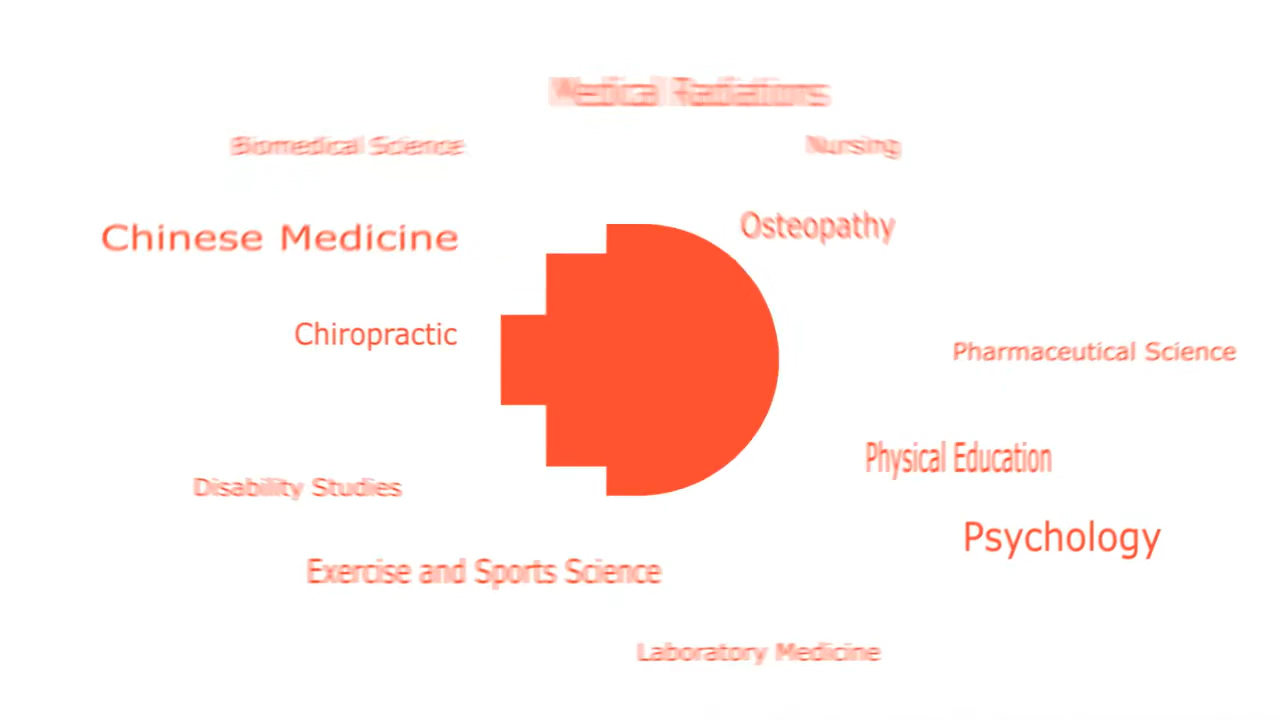 Medical Radiations
Biomedical Science
Nursing
Osteopathy
Chinese Medicine
Chiropractic
Pharmaceutical Science
Physical Education
Disability Studies
Psychology
Exercise and Sports Science
Laboratory Medicine